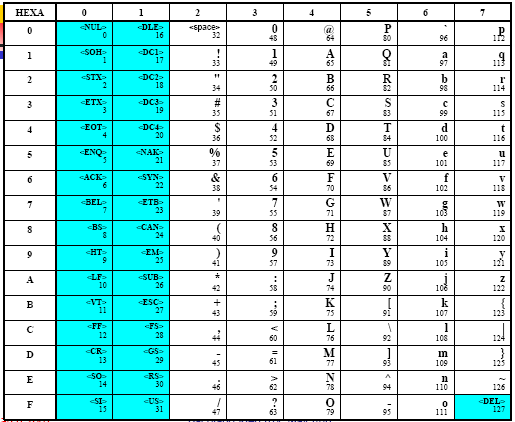 HEXA 0 1 2 3 4 5 6 7
0 <NUL> <DLE> <space> 0 @ P ` p
0 16 32 48 64 80 96 112
1 <SOH> <DC1> ! 1 A Q a q
1 17 33 49 65 81 97 113
2 <STX> <DC2> " 2 B R b r
2 18 34 50 66 82 98 114
3 <ETX> <DC3> # 3 C S c s
3 19 35 51 67 83 99 115
4 <EOT> <DC4> $ 4 D T d t
4 20 36 52 68 84 100 116
5 <ENQ> <NAK> % 5 E U e u
5 21 37 53 69 85 101 117
6 <ACK> <SYN> & 6 F V f v
6 22 38 54 70 86 102 118
7 <BEL> <ETB> ' 7 G W g w
7 23 39 55 71 87 103 119
8 <BS> <CAN> ( 8 H X h x
8 24 40 56 72 88 104 120
9 <HT> <EM> ) 9 I Y i y
9 25 41 57 73 89 105 121
A <LF> <SUB> * : J Z j z
10 26 42 58 74 90 106 122
B <VT> <ESC> + ; K [ k {
11 27 43 59 75 91 107 123
C <FF> <FS> , < L \ l |
12 28 44 60 76 92 108 124
D <CR> <GS> - = M ] m }
13 29 45 61 77 93 109 125
E <SO> <RS> . > N ^ n ~
14 30 46 62 78 94 110 126
F <SI> <US> / ? O - o <DEL>
15 31 47 63 79 95 111 127